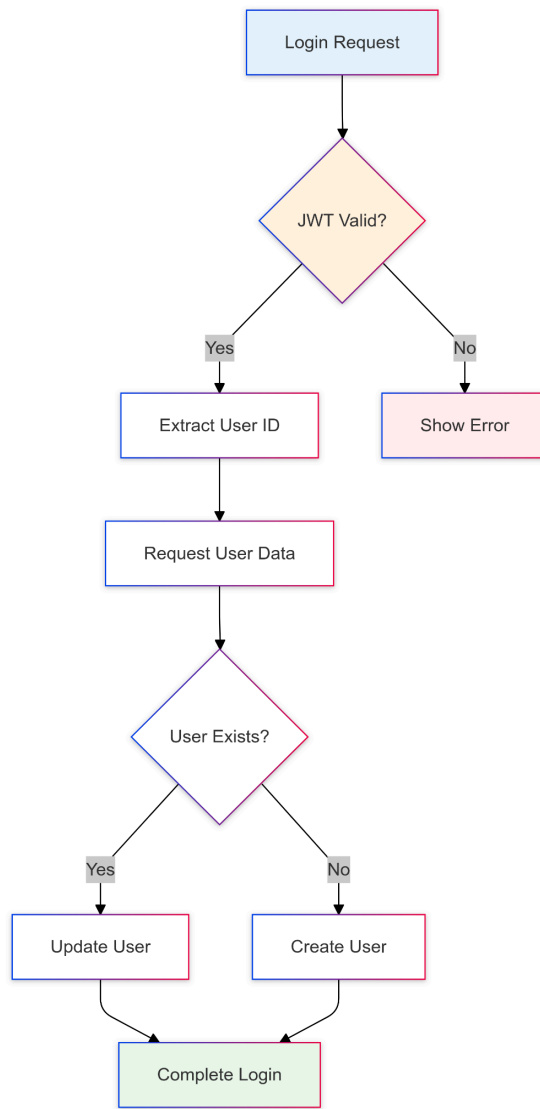 Login Request
JWT Valid?
Yes
No
Extract User ID
Show Error
Request User Data
User Exists?
Yes
No
Update User
Create User
Complete Login